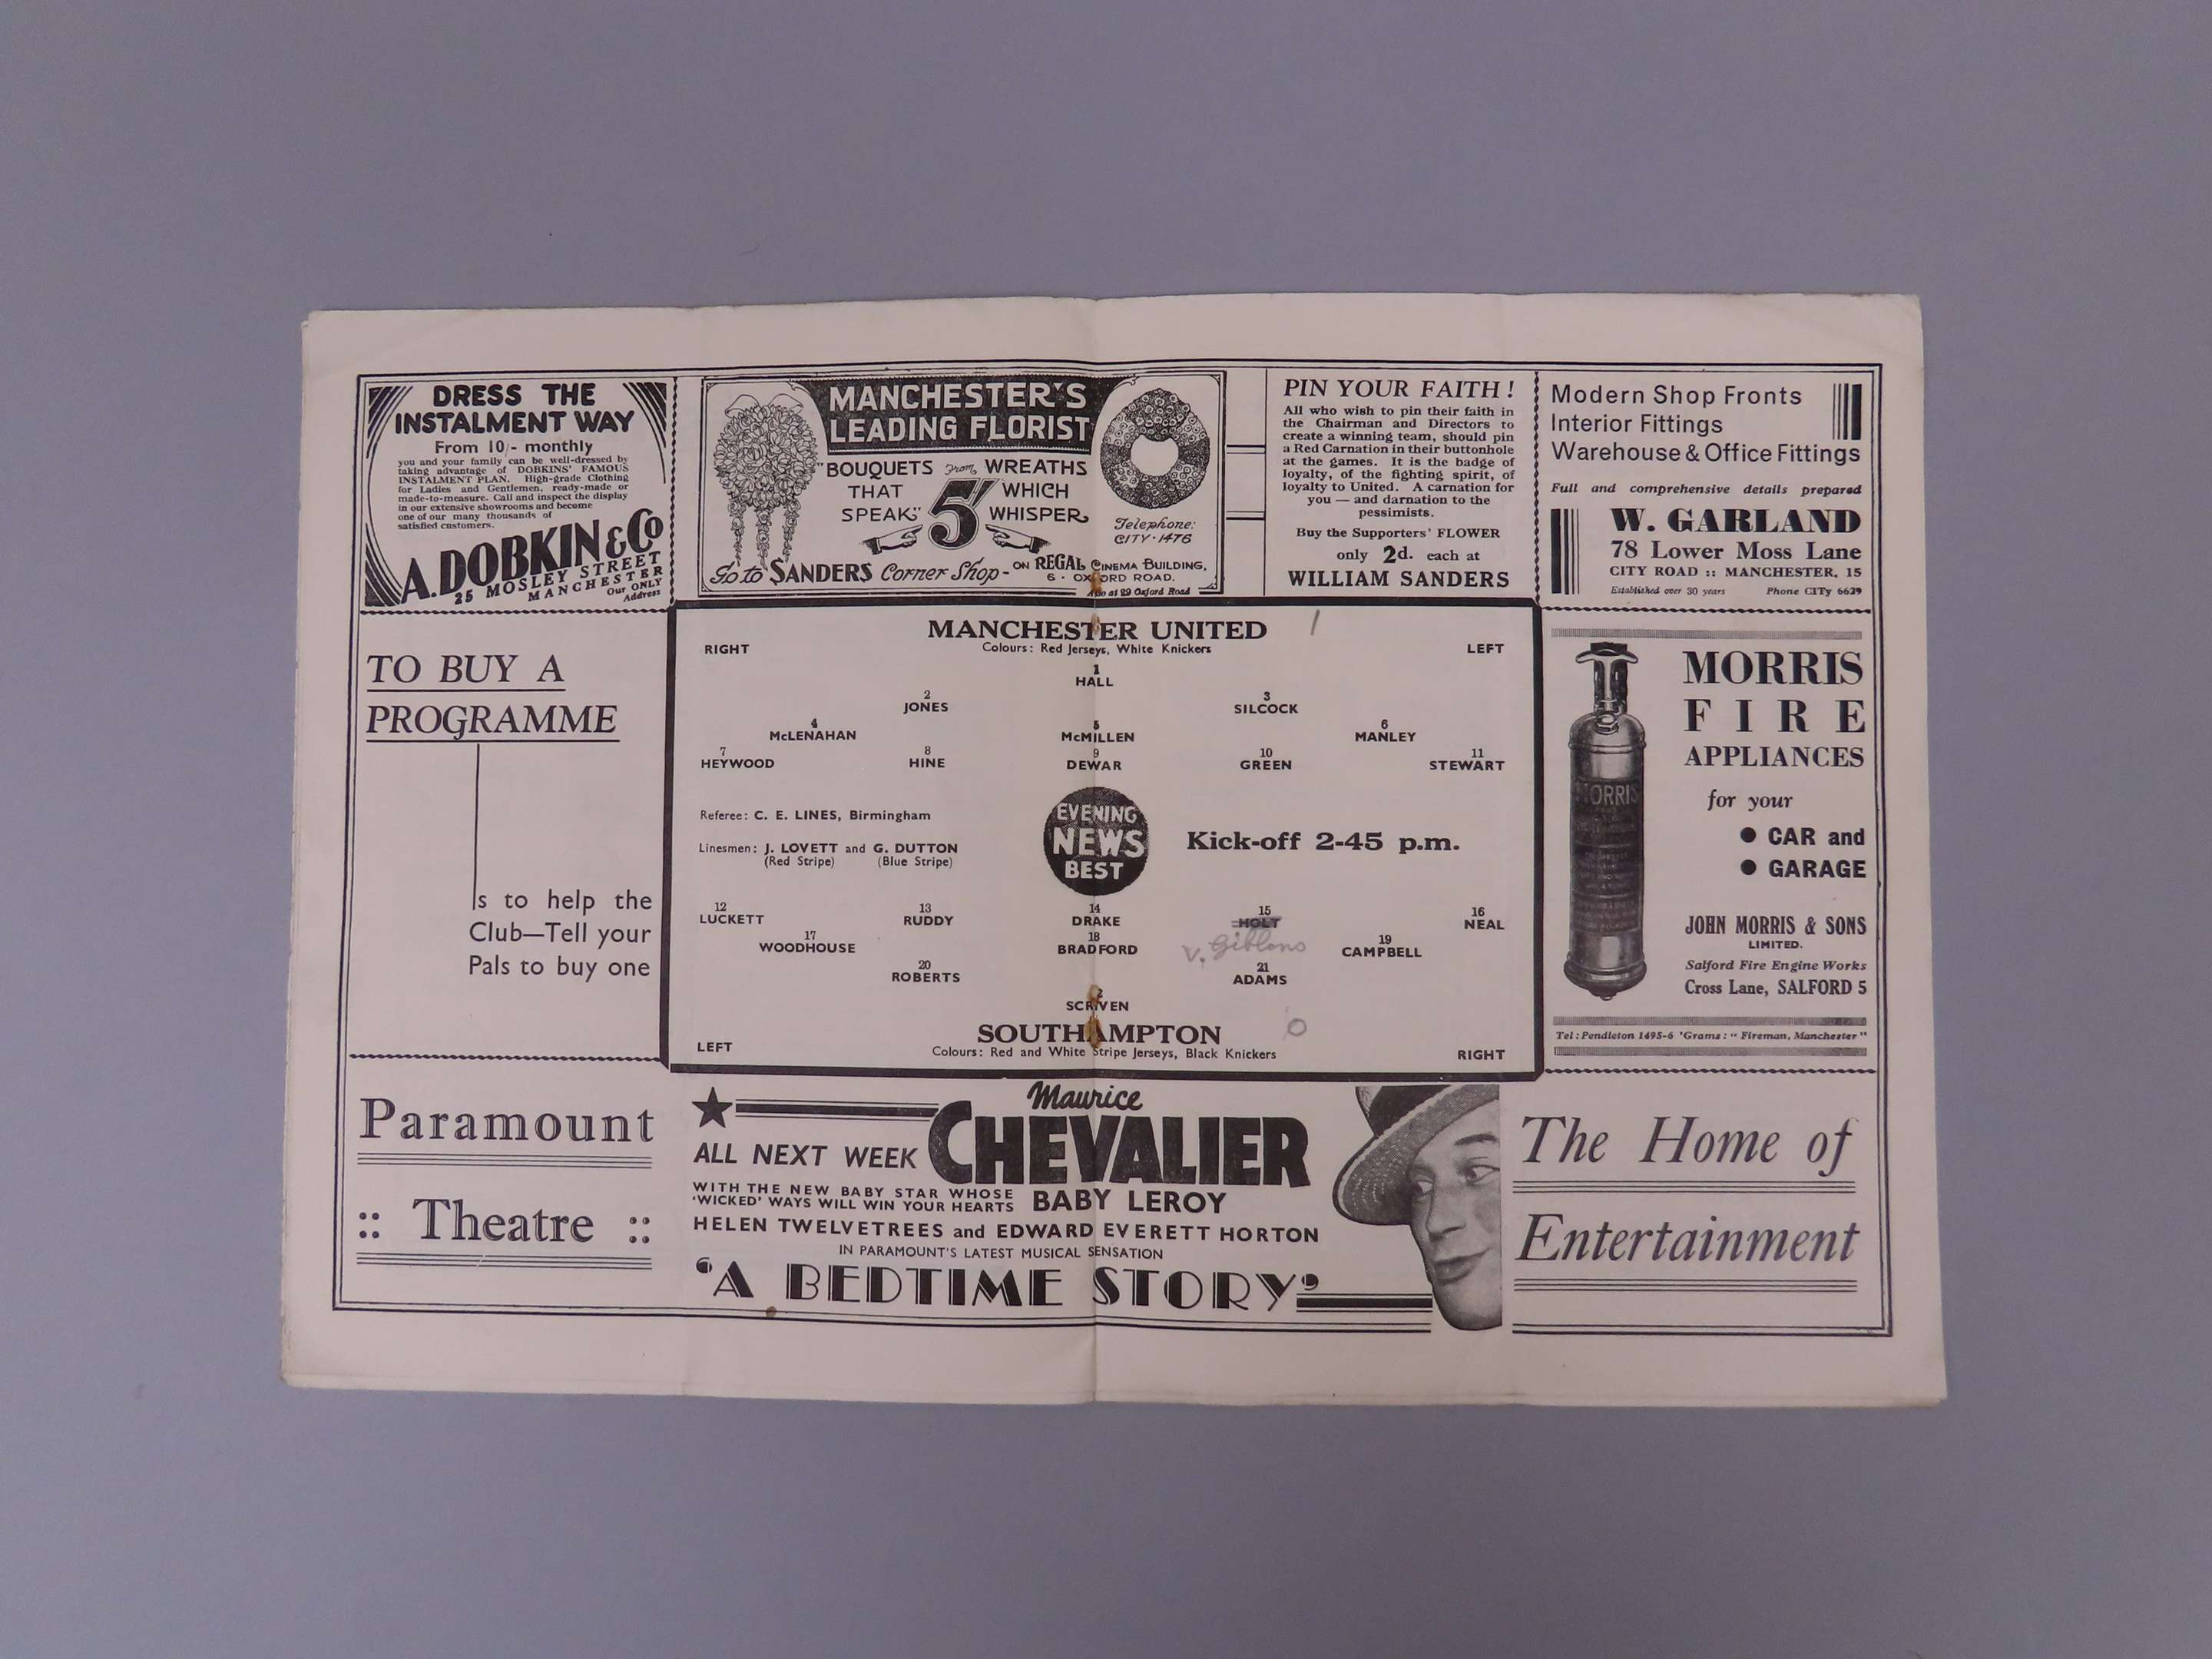 DRESS THE
INSTALMENT WAY
From 10/- monthly
you and your family can be well-dressed by
taking advantage of DOBKINS' FAMOUS
INSTALMENT PLAN. High-grade Clothing
for Ladies and Gentlemen, ready-made or
made-to-measure. Call and inspect the display
in our extensive showrooms and become
one of our many thousands of
satisfied customers.
A. DOBKIN & Co
25 MOSLEY STREET
MANCHESTER
Our ONLY
Address
MANCHESTER'S
LEADING FLORIST
"BOUQUETS from WREATHS
THAT 5/- WHICH
SPEAK;" WHISPER
Telephone:
CITY·1476
Go to SANDERS Corner Shop - ON REGAL CINEMA BUILDING,
6 · OXFORD ROAD.
Also at 29 Oxford Road
PIN YOUR FAITH!
All who wish to pin their faith in
the Chairman and Directors to
create a winning team, should pin
a Red Carnation in their buttonhole
at the games. It is the badge of
loyalty, of the fighting spirit, of
loyalty to United. A carnation for
you — and darnation to the
pessimists.
Buy the Supporters' FLOWER
only 2d. each at
WILLIAM SANDERS
Modern Shop Fronts
Interior Fittings
Warehouse & Office Fittings
Full and comprehensive details prepared
W. GARLAND
78 Lower Moss Lane
CITY ROAD :: MANCHESTER, 15
Established over 30 years Phone CITy 6629
TO BUY A
PROGRAMME
Is to help the
Club—Tell your
Pals to buy one
MANCHESTER UNITED 1
Colours: Red Jerseys, White Knickers
RIGHT LEFT
1
HALL
2 3
JONES SILCOCK
4 5 6
McLENAHAN McMILLEN MANLEY
7 8 9 10 11
HEYWOOD HINE DEWAR GREEN STEWART
Referee: C. E. LINES, Birmingham
Linesmen: J. LOVETT and G. DUTTON
(Red Stripe) (Blue Stripe)
EVENING
NEWS
BEST
Kick-off 2-45 p.m.
12 13 14 15 16
LUCKETT RUDDY DRAKE HOLT NEAL
V. Gibbons
17 18 19
WOODHOUSE BRADFORD CAMPBELL
20 21
ROBERTS ADAMS
2
SCRIVEN
SOUTHAMPTON 0
Colours: Red and White Stripe Jerseys, Black Knickers
LEFT RIGHT
MORRIS
FIRE
APPLIANCES
for your
● CAR and
● GARAGE
MORRIS
JOHN MORRIS & SONS
LIMITED.
Salford Fire Engine Works
Cross Lane, SALFORD 5
Tel: Pendleton 1495-6 'Grams: "Fireman, Manchester"
Paramount
:: Theatre ::
Maurice
CHEVALIER
ALL NEXT WEEK
WITH THE NEW BABY STAR WHOSE
'WICKED' WAYS WILL WIN YOUR HEARTS BABY LEROY
HELEN TWELVETREES and EDWARD EVERETT HORTON
IN PARAMOUNT'S LATEST MUSICAL SENSATION
'A BEDTIME STORY'
The Home of
Entertainment